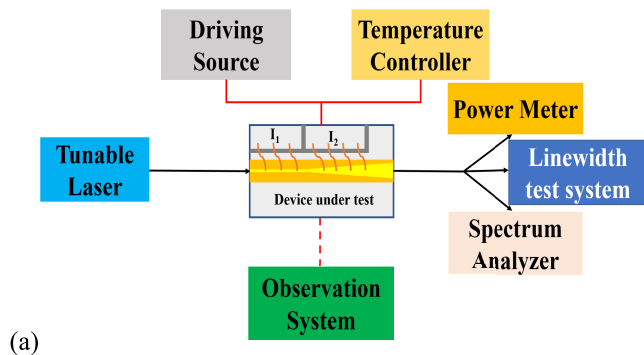 Driving
Source
Temperature
Controller
Power Meter
I1
I2
Tunable
Laser
Linewidth
test system
Device under test
Spectrum
Analyzer
Observation
System
(a)